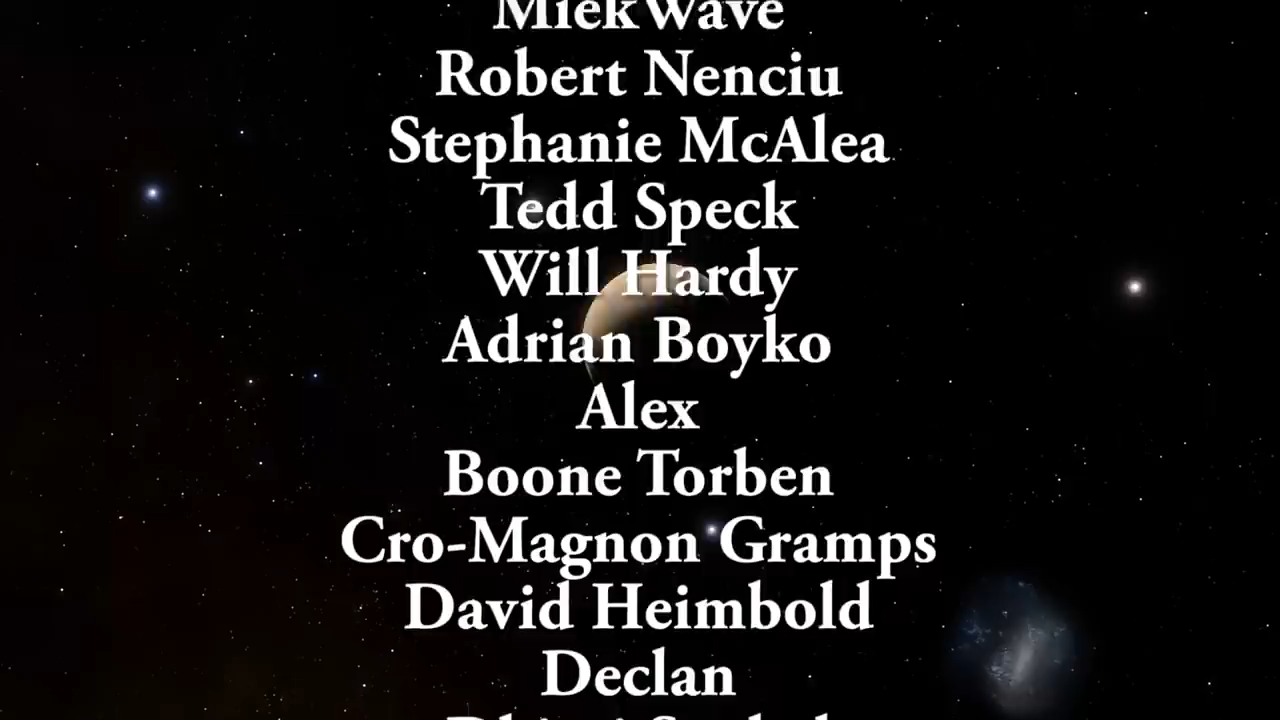 MiekWave
Robert Nenciu
Stephanie McAlea
Tedd Speck
Will Hardy
Adrian Boyko
Alex
Boone Torben
Cro-Magnon Gramps
David Heimbold
Declan